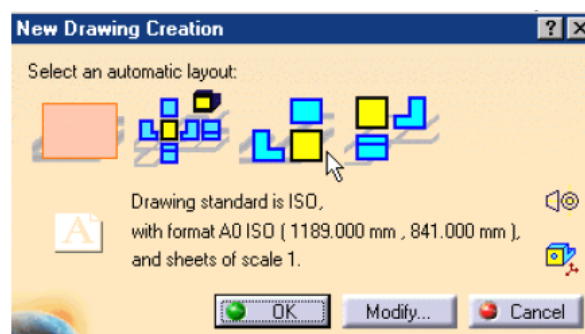 New Drawing Creation
Select an automatic layout:
Drawing standard is ISO,
with format A0 ISO ( 1189.000 mm , 841.000 mm ),
and sheets of scale 1.
A
OK
Modify...
Cancel